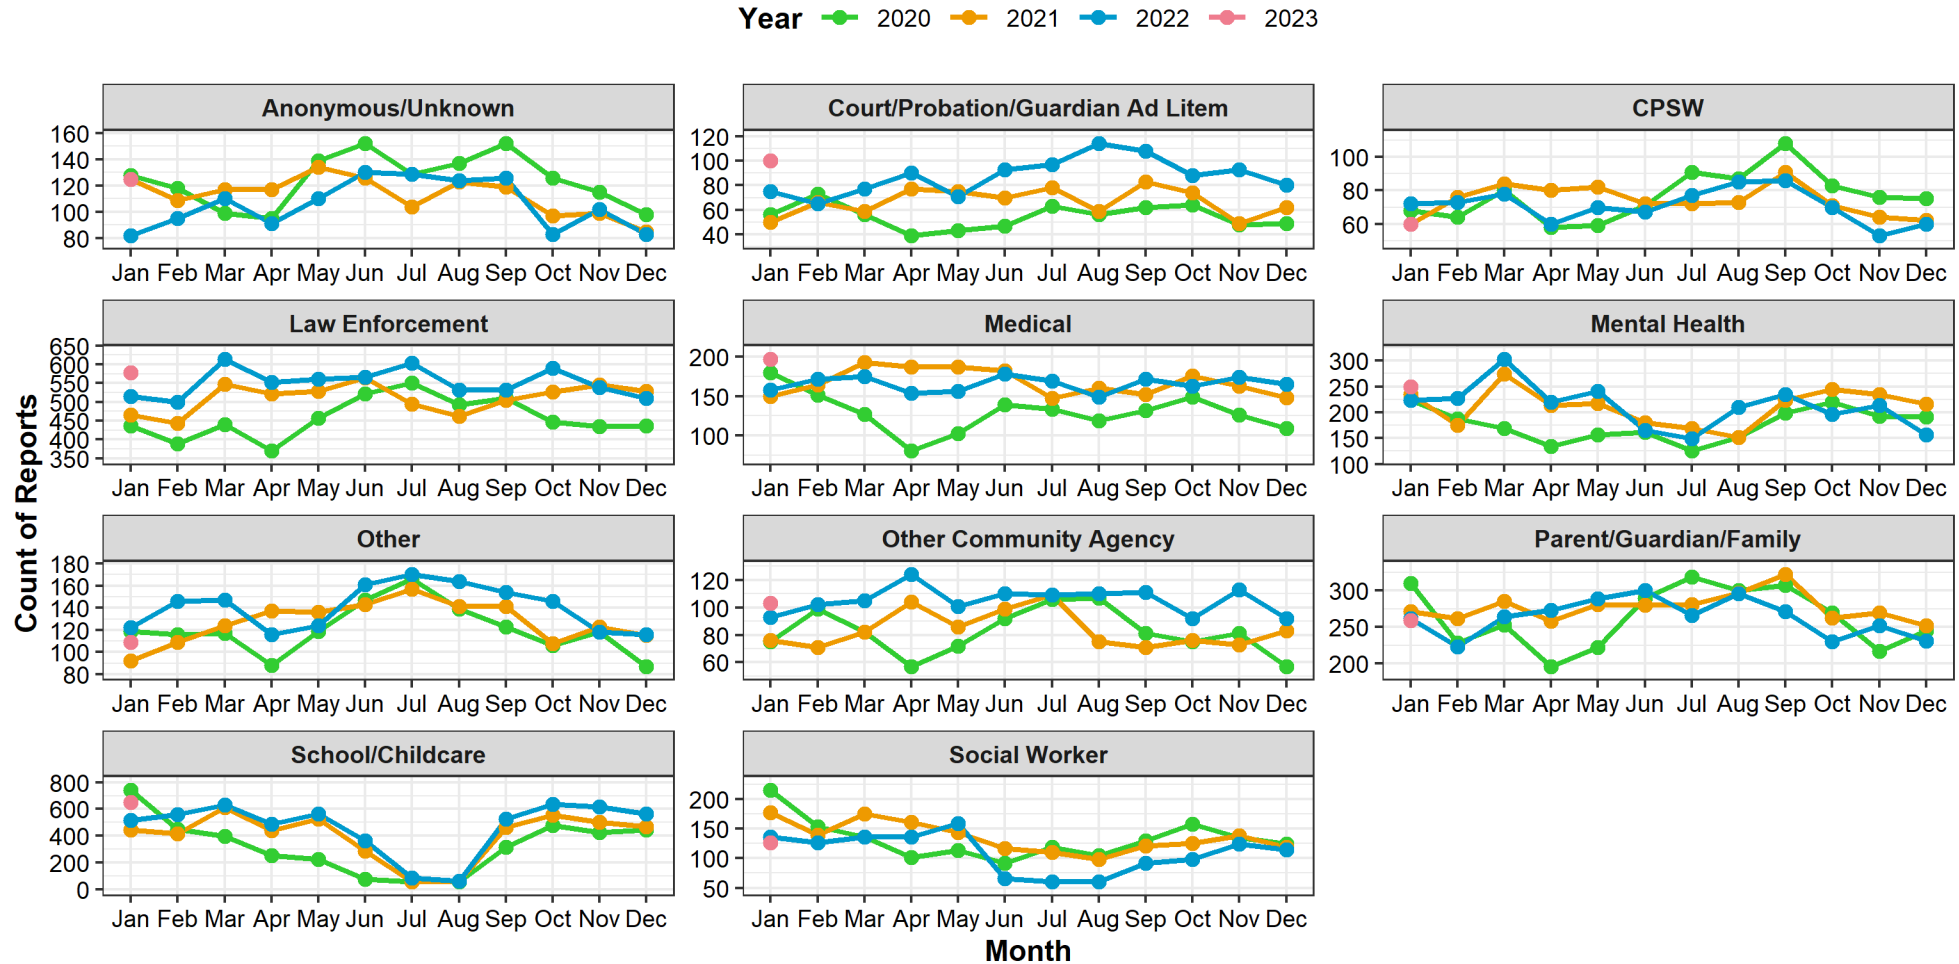 Year 2020 2021 2022 2023
Anonymous/Unknown
160
140
120
100
80
Jan Feb Mar Apr May Jun Jul Aug Sep Oct Nov Dec
Court/Probation/Guardian Ad Litem
120
100
80
60
40
Jan Feb Mar Apr May Jun Jul Aug Sep Oct Nov Dec
CPSW
100
80
60
Jan Feb Mar Apr May Jun Jul Aug Sep Oct Nov Dec
Law Enforcement
650
600
550
500
450
400
350
Jan Feb Mar Apr May Jun Jul Aug Sep Oct Nov Dec
Medical
200
150
100
Jan Feb Mar Apr May Jun Jul Aug Sep Oct Nov Dec
Mental Health
300
250
200
150
100
Jan Feb Mar Apr May Jun Jul Aug Sep Oct Nov Dec
Count of Reports
Other
180
160
140
120
100
80
Jan Feb Mar Apr May Jun Jul Aug Sep Oct Nov Dec
Other Community Agency
120
100
80
60
Jan Feb Mar Apr May Jun Jul Aug Sep Oct Nov Dec
Parent/Guardian/Family
300
250
200
Jan Feb Mar Apr May Jun Jul Aug Sep Oct Nov Dec
School/Childcare
800
600
400
200
0
Jan Feb Mar Apr May Jun Jul Aug Sep Oct Nov Dec
Social Worker
200
150
100
50
Jan Feb Mar Apr May Jun Jul Aug Sep Oct Nov Dec
Month